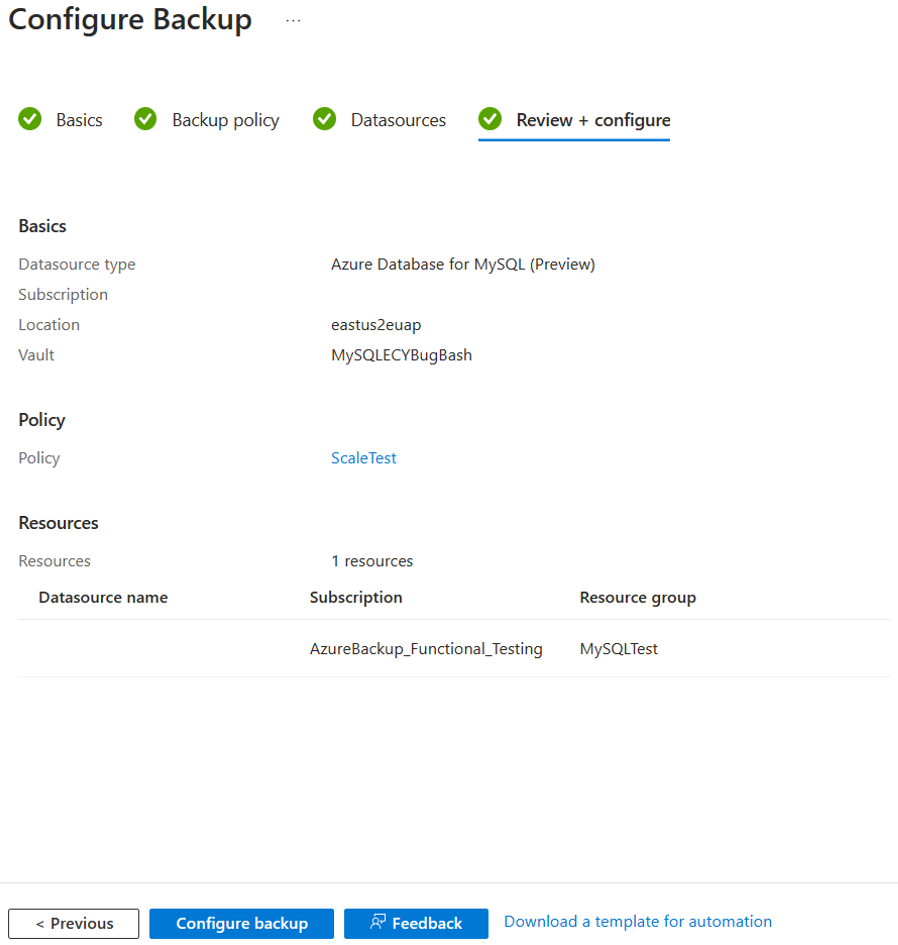 Configure Backup ...
Basics Backup policy Datasources Review + configure
Basics
Datasource type Azure Database for MySQL (Preview)
Subscription
Location eastus2euap
Vault MySQLECYBugBash
Policy
Policy ScaleTest
Resources
Resources 1 resources
Datasource name Subscription Resource group
AzureBackup_Functional_Testing MySQLTest
< Previous Configure backup Feedback Download a template for automation